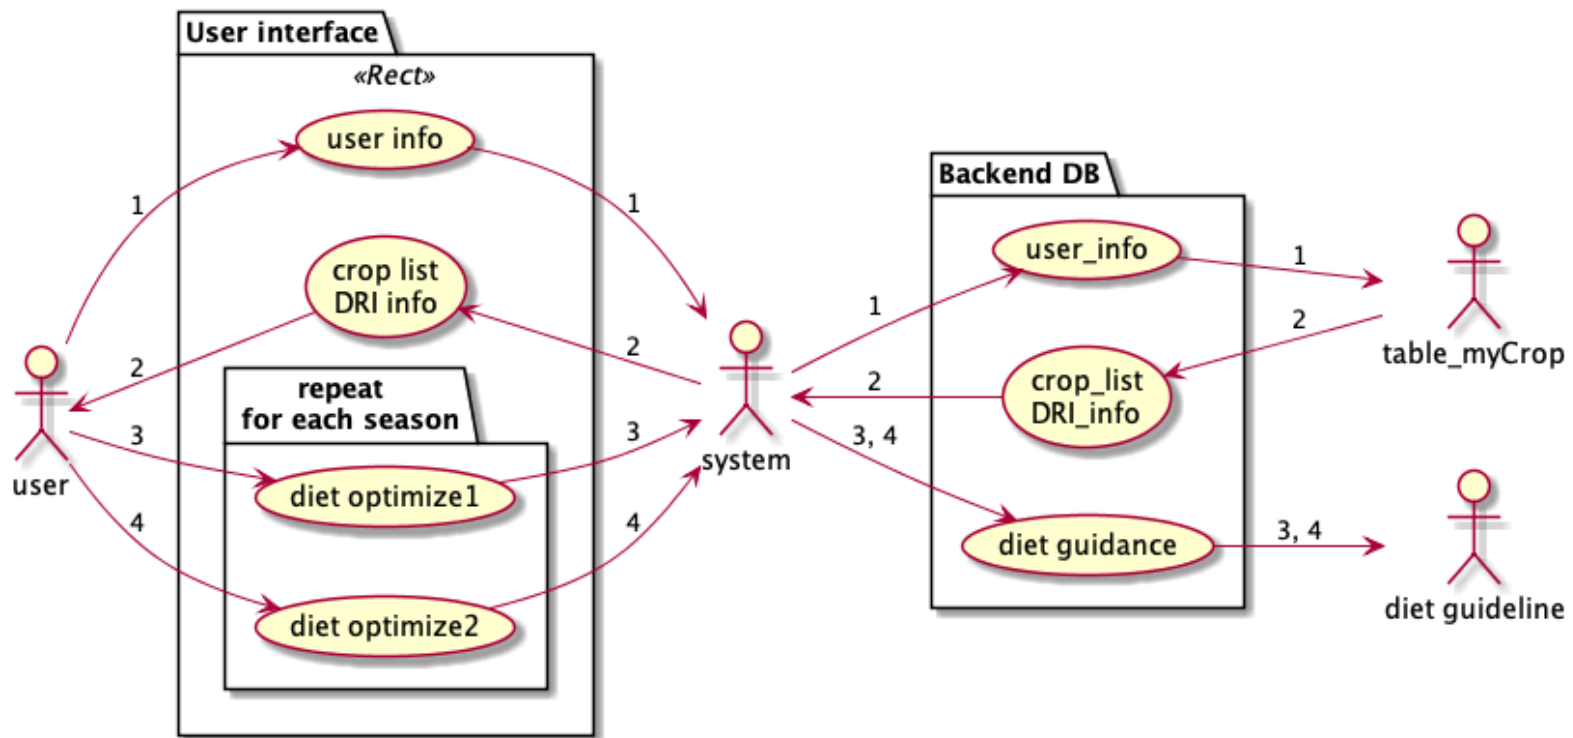 User interface
«Rect»
user info
1
1
crop list
DRI info
2
2
repeat
for each season
3
diet optimize1
3
4
diet optimize2
4
user
system
Backend DB
user_info
1
1
crop_list
DRI_info
2
2
3, 4
diet guidance
3, 4
table_myCrop
diet guideline